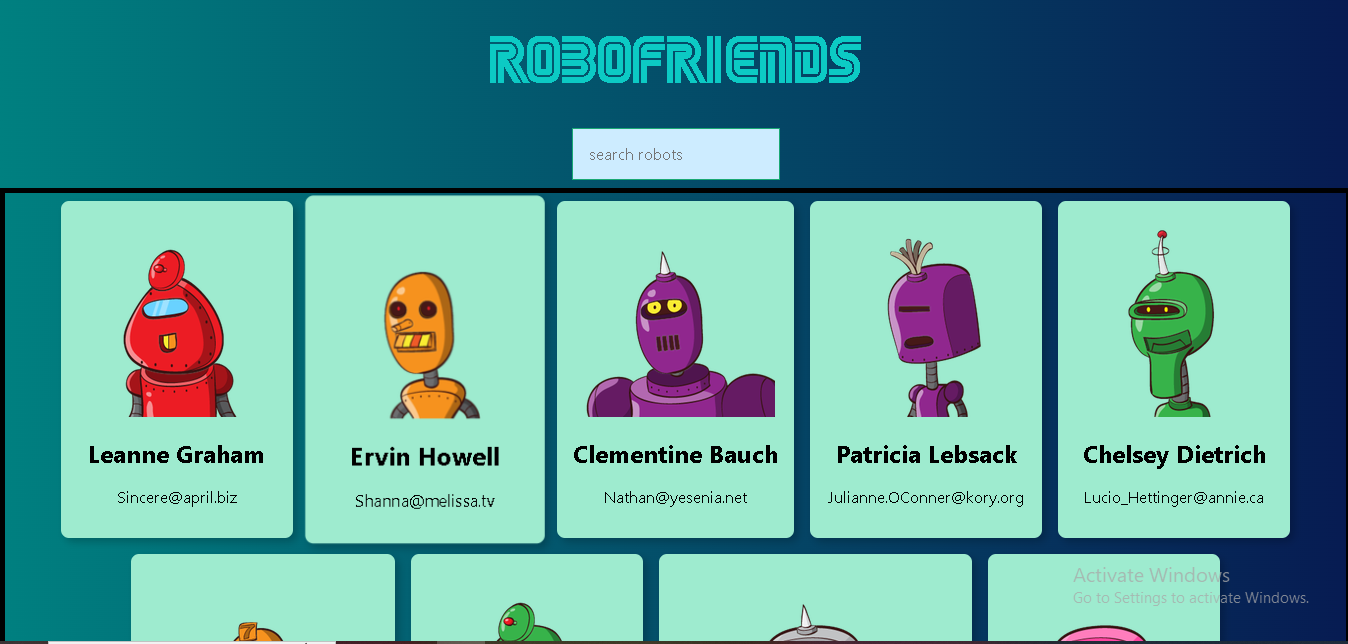 ROBOFRIENDS
search robots
Leanne Graham
Sincere@april.biz
Ervin Howell
Shanna@melissa.tv
Clementine Bauch
Nathan@yesenia.net
Patricia Lebsack
Julianne.OConner@kory.org
Chelsey Dietrich
Lucio_Hettinger@annie.ca
7
Activate Windows
Go to Settings to activate Windows.